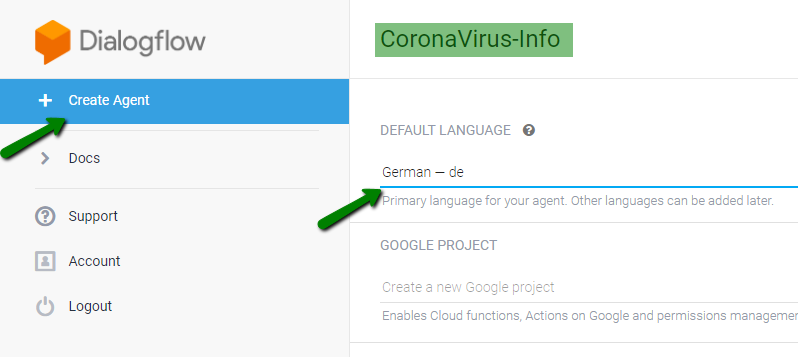 Dialogflow
CoronaVirus-Info
Create Agent
Docs
Support
Account
Logout
DEFAULT LANGUAGE
German — de
Primary language for your agent. Other languages can be added later.
GOOGLE PROJECT
Create a new Google project
Enables Cloud functions, Actions on Google and permissions managemen